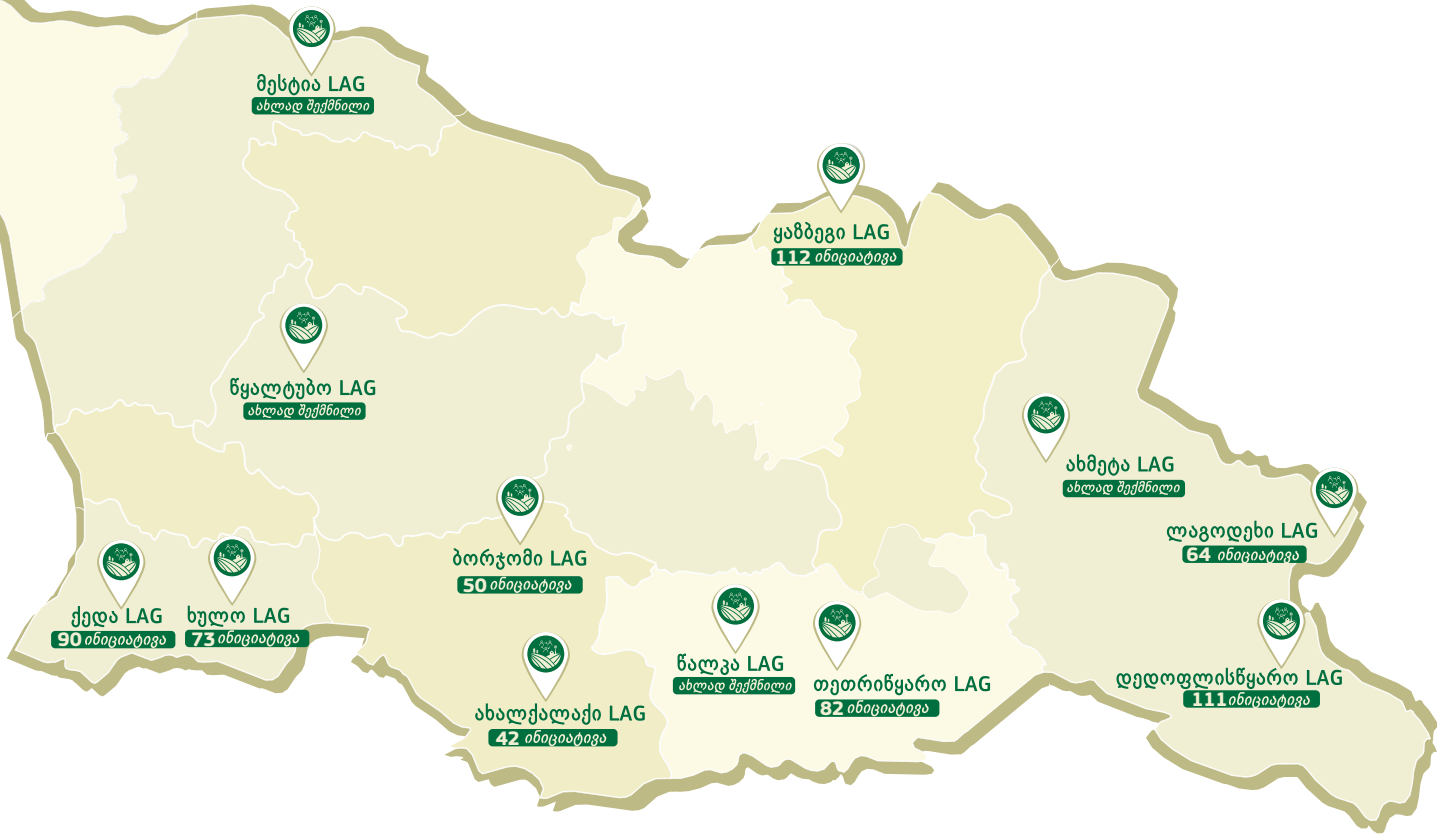 მესტია LAG
ახლად შექმნილი
ყაზბეგი LAG
112 ინიციატივა
წყალტუბო LAG
ახლად შექმნილი
ახმეტა LAG
ახლად შექმნილი
ლაგოდეხი LAG
64 ინიციატივა
ბორჯომი LAG
50 ინიციატივა
ქედა LAG
90 ინიციატივა
ხულო LAG
73 ინიციატივა
წალკა LAG
ახლად შექმნილი
თეთრიწყარო LAG
82 ინიციატივა
დედოფლისწყარო LAG
111 ინიციატივა
ახალქალაქი LAG
42 ინიციატივა